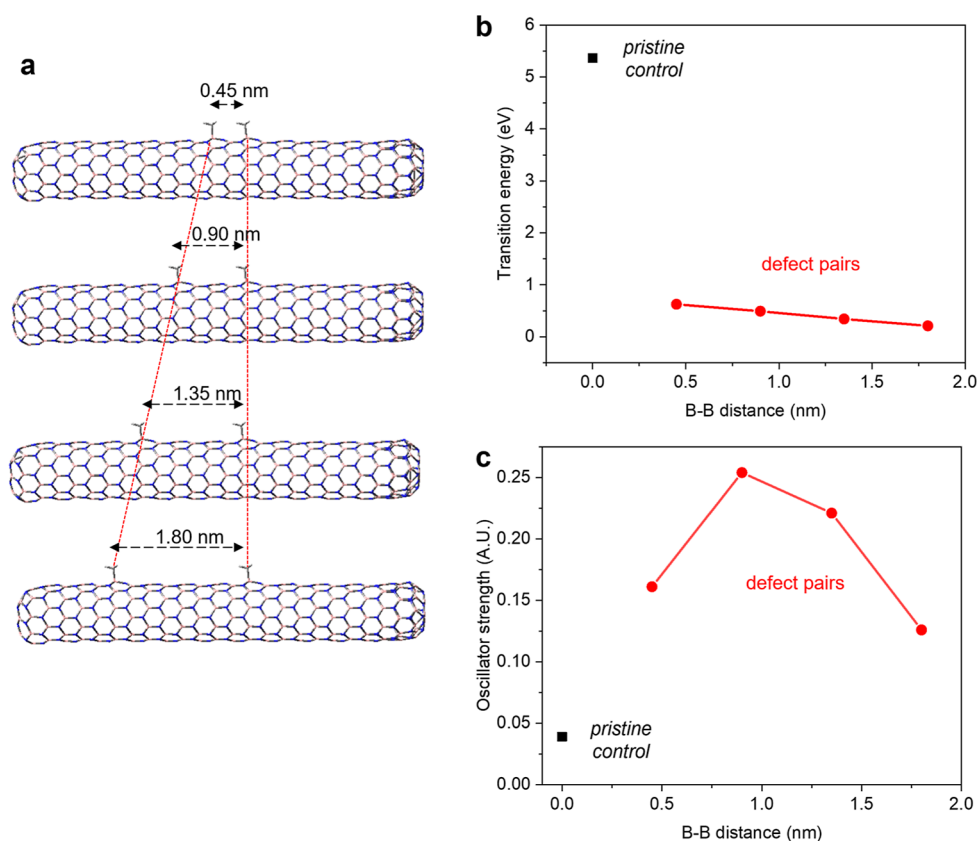 a
0.45 nm
0.90 nm
1.35 nm
1.80 nm
b
6
5
4
3
2
1
0
Transition energy (eV)
pristine
control
defect pairs
0.0
0.5
1.0
1.5
2.0
B-B distance (nm)
c
0.25
0.20
0.15
0.10
0.05
0.00
Oscillator strength (A.U.)
defect pairs
pristine
control
0.0
0.5
1.0
1.5
2.0
B-B distance (nm)